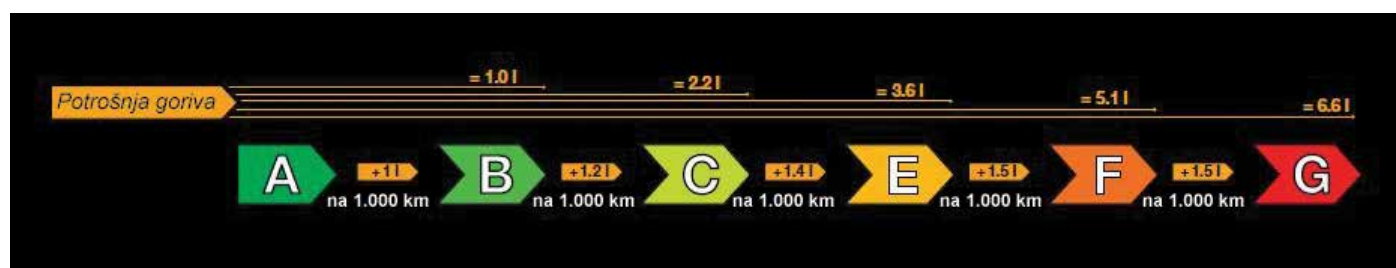 = 1.0 l
= 2.2 l
= 3.6 l
= 5.1 l
= 6.6 l
Potrošnja goriva
A +1 l B +1.2 l C +1.4 l E +1.5 l F +1.5 l G
na 1.000 km na 1.000 km na 1.000 km na 1.000 km na 1.000 km